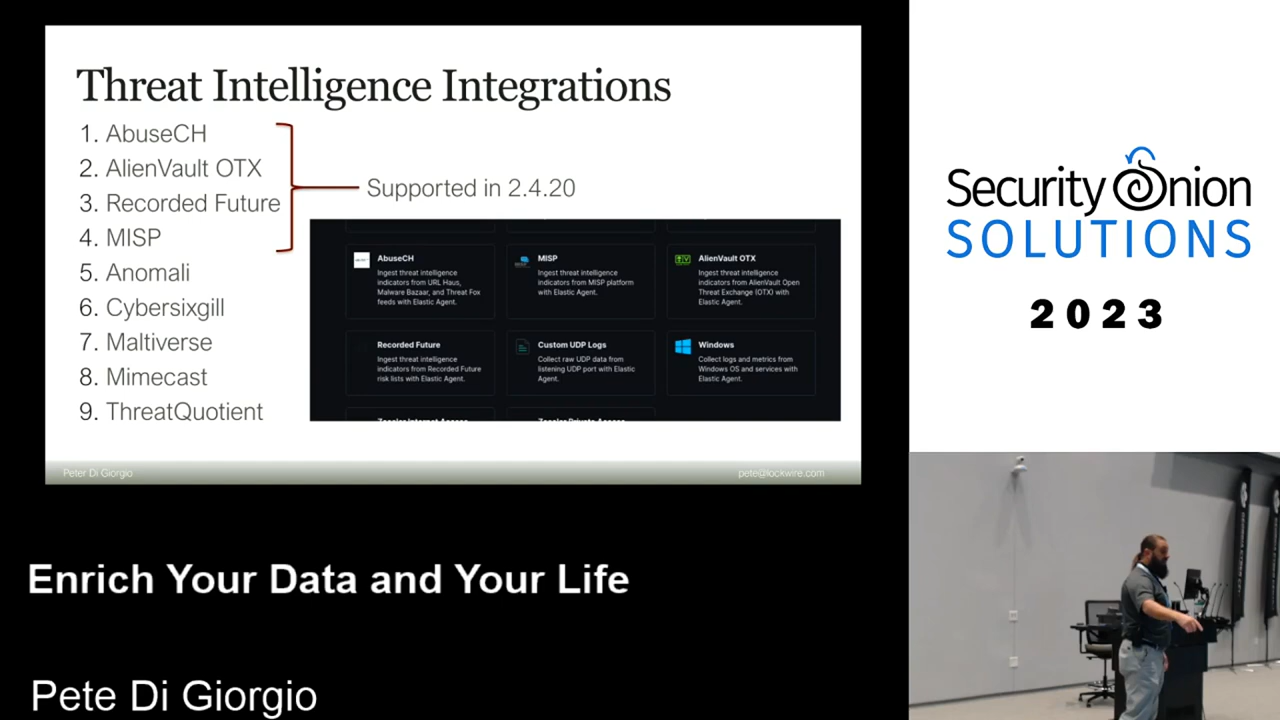 Threat Intelligence Integrations
1. AbuseCH
2. AlienVault OTX
3. Recorded Future
4. MISP
5. Anomali
6. Cybersixgill
7. Maltiverse
8. Mimecast
9. ThreatQuotient
Supported in 2.4.20
AbuseCH
Ingest threat intelligence
indicators from URL Haus,
Malware Bazaar, and Threat Fox
feeds with Elastic Agent.
MISP
Ingest threat intelligence
indicators from MISP platform
with Elastic Agent.
AlienVault OTX
Ingest threat intelligence
indicators from AlienVault Open
Threat Exchange (OTX) with
Elastic Agent.
Recorded Future
Ingest threat intelligence
indicators from Recorded Future
risk lists with Elastic Agent.
Custom UDP Logs
Collect raw UDP data from
listening UDP port with Elastic
Agent.
Windows
Collect logs and metrics from
Windows OS and services with
Elastic Agent.
Zscaler Internet Access
Zscaler Private Access
Peter Di Giorgio
pete@lockwire.com
Security Onion
SOLUTIONS
2023
Enrich Your Data and Your Life
Pete Di Giorgio